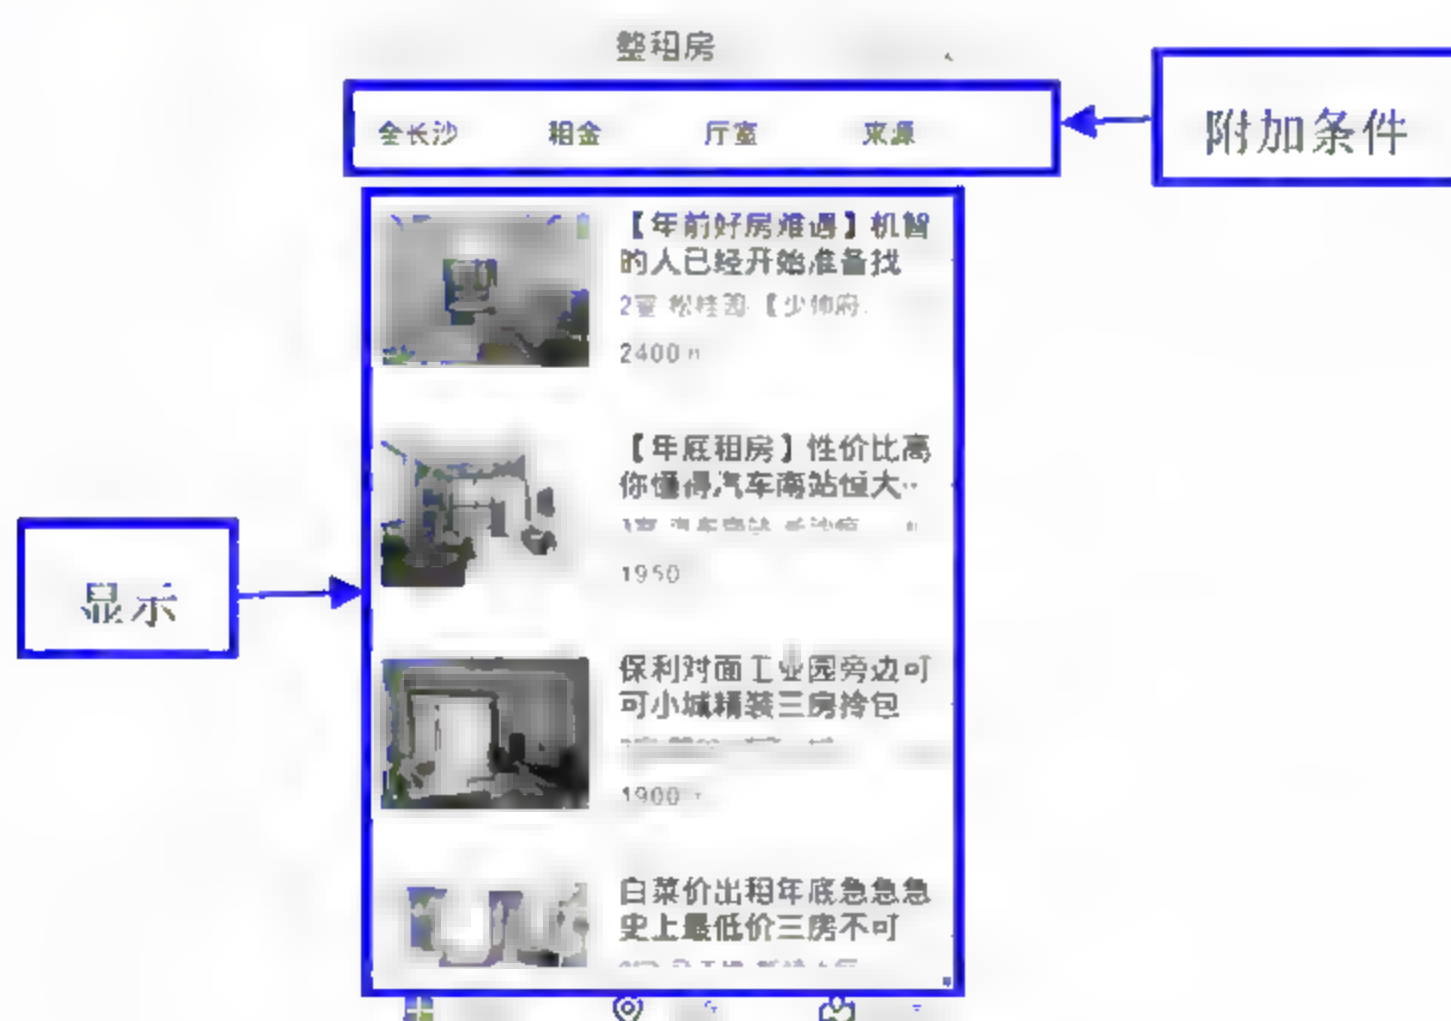 整租房
全长沙 租金 厅室 来源
附加条件
【年前好房难遇】机智
的人已经开始准备找
2室 松桂园【少帅府
2400
【年底租房】性价比高
你懂得汽车南站恒大…
显示
1950
保利对面工业园旁边可
可小城精装三房拎包
1900
白菜价出租年底急急急
史上最低价三房不可